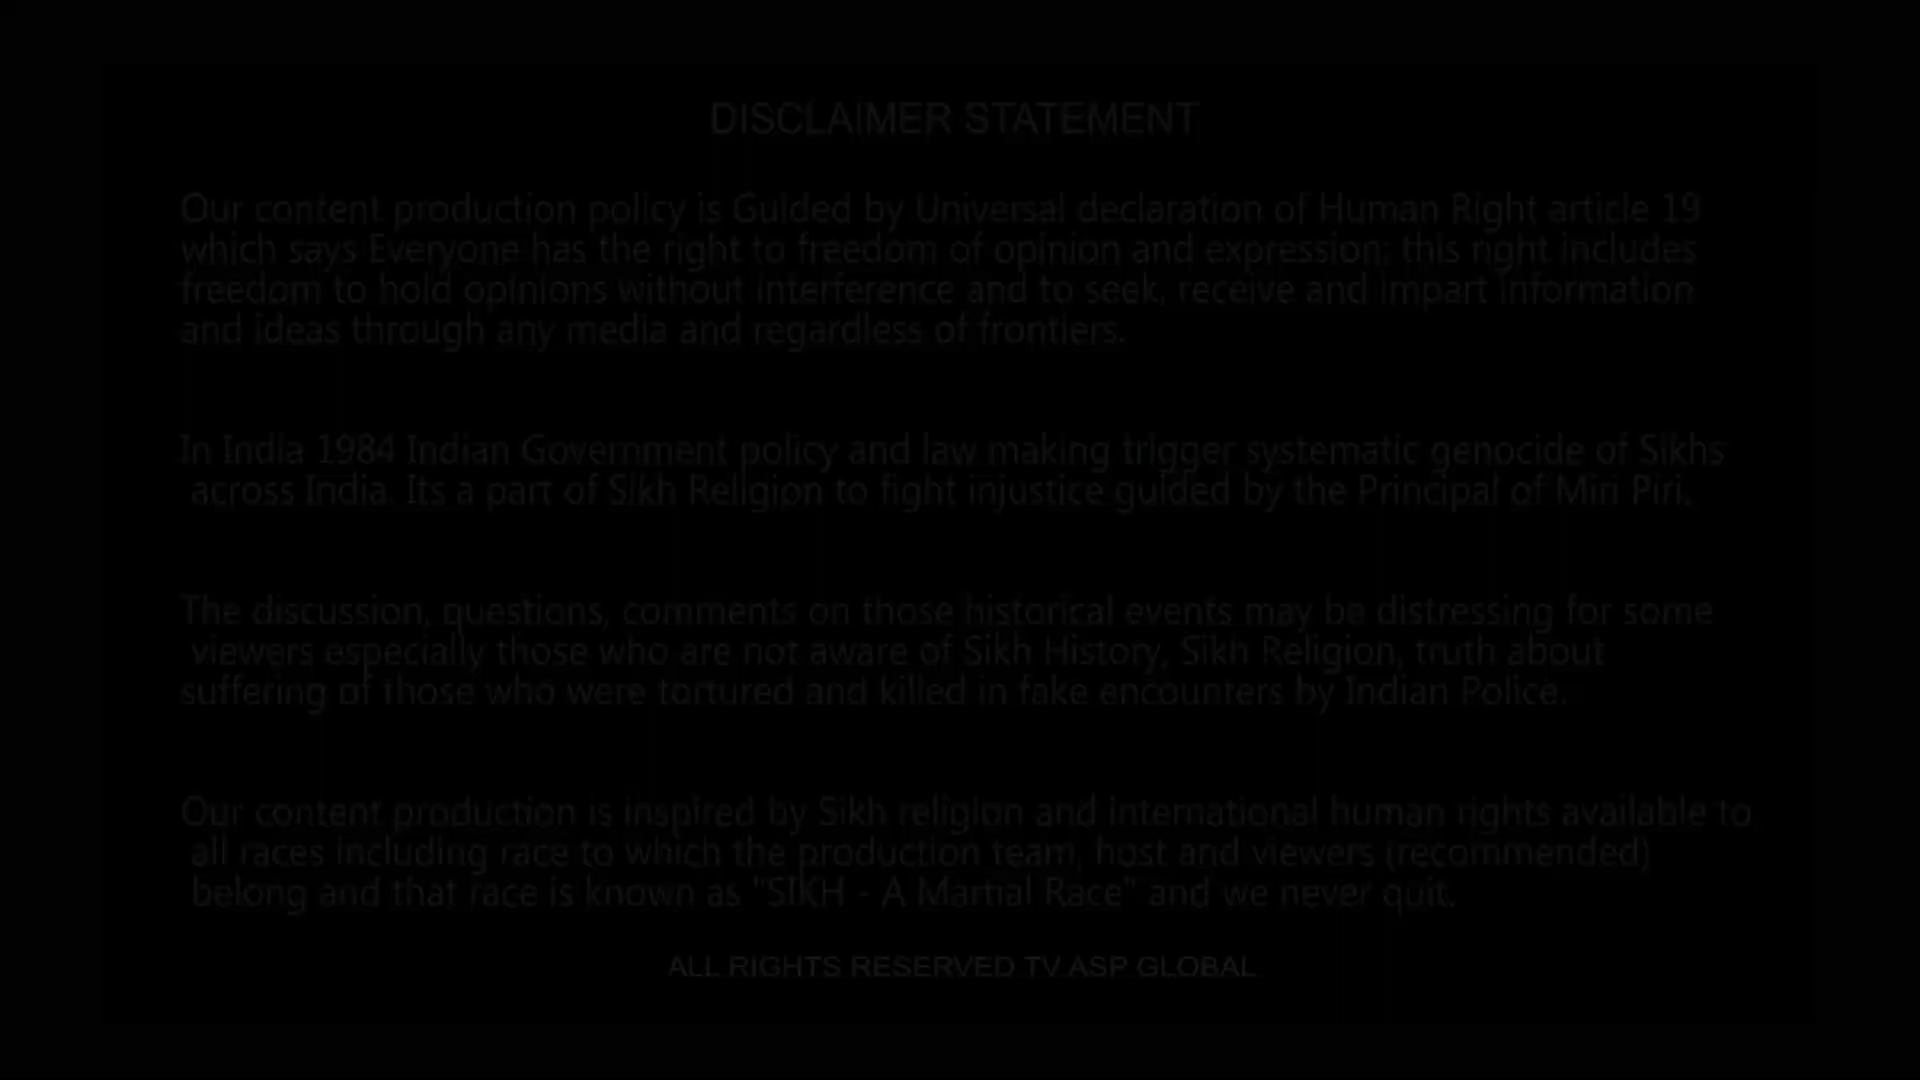 DISCLAIMER STATEMENT
Our content production policy is Guided by Universal declaration of Human Right article 19
which says Everyone has the right to freedom of opinion and expression; this right includes
freedom to hold opinions without interference and to seek, receive and impart information
and ideas through any media and regardless of frontiers.
In India 1984 Indian Government policy and law making trigger systematic genocide of Sikhs
across India. Its a part of Sikh Religion to fight injustice guided by the Principal of Miri Piri.
The discussion, questions, comments on those historical events may be distressing for some
viewers especially those who are not aware of Sikh History, Sikh Religion, truth about
suffering of those who were tortured and killed in fake encounters by Indian Police.
Our content production is inspired by Sikh religion and international human rights available to
all races including race to which the production team, host and viewers (recommended)
belong and that race is known as "SIKH - A Martial Race" and we never quit.
ALL RIGHTS RESERVED TV ASP GLOBAL